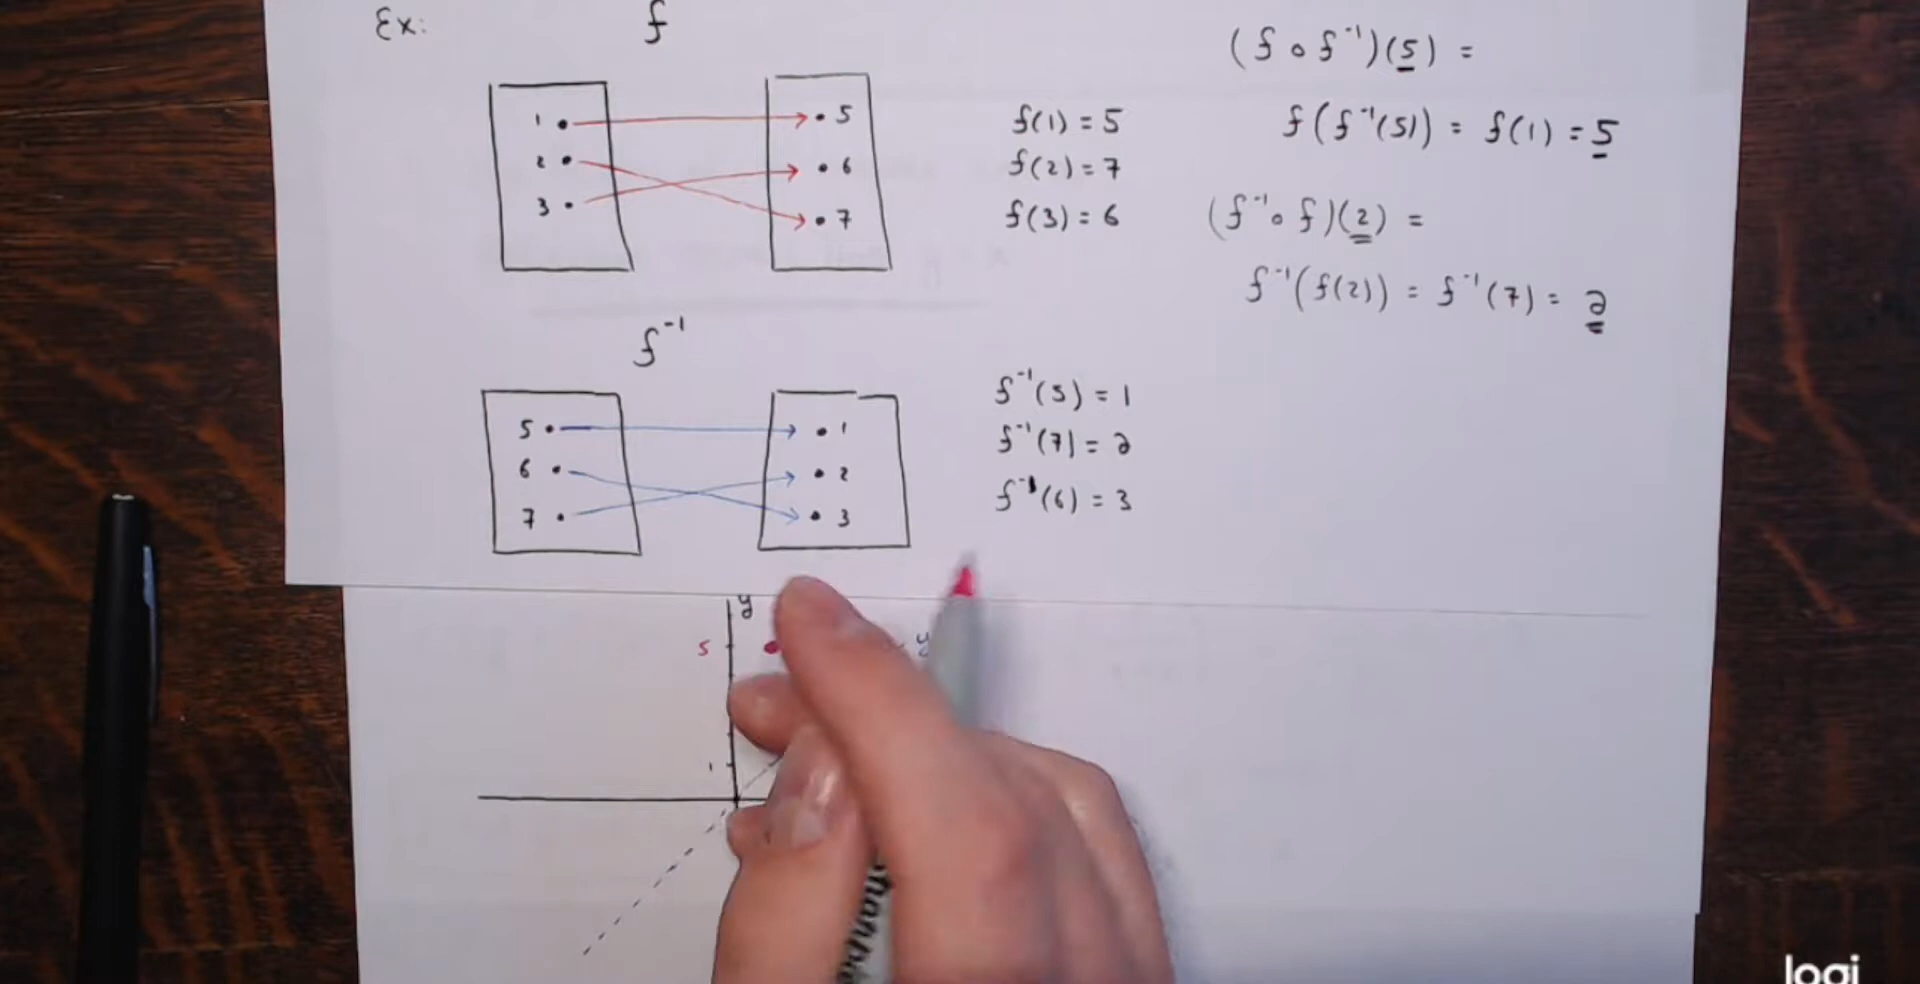 Ex:
f
1
2
3
5
6
7
f(1) = 5
f(2) = 7
f(3) = 6
(f ∘ f⁻¹)(5) =
f(f⁻¹(5)) = f(1) = 5
(f⁻¹ ∘ f)(2) =
f⁻¹(f(2)) = f⁻¹(7) = 2
f⁻¹
5
6
7
1
2
3
f⁻¹(5) = 1
f⁻¹(7) = 2
f⁻¹(6) = 3
y
5
y
1
logi